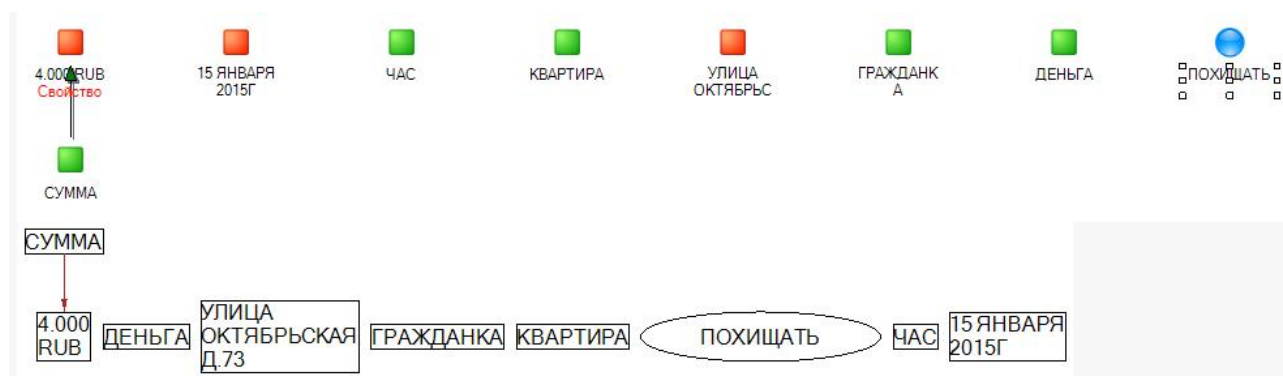 4.000 RUB
Свойство
15 ЯНВАРЯ
2015Г
ЧАС
КВАРТИРА
УЛИЦА
ОКТЯБРЬС
ГРАЖДАНК
А
ДЕНЬГА
ПОХИЩАТЬ
СУММА
СУММА
4.000
RUB
ДЕНЬГА
УЛИЦА
ОКТЯБРЬСКАЯ
Д.73
ГРАЖДАНКА
КВАРТИРА
ПОХИЩАТЬ
ЧАС
15 ЯНВАРЯ
2015Г